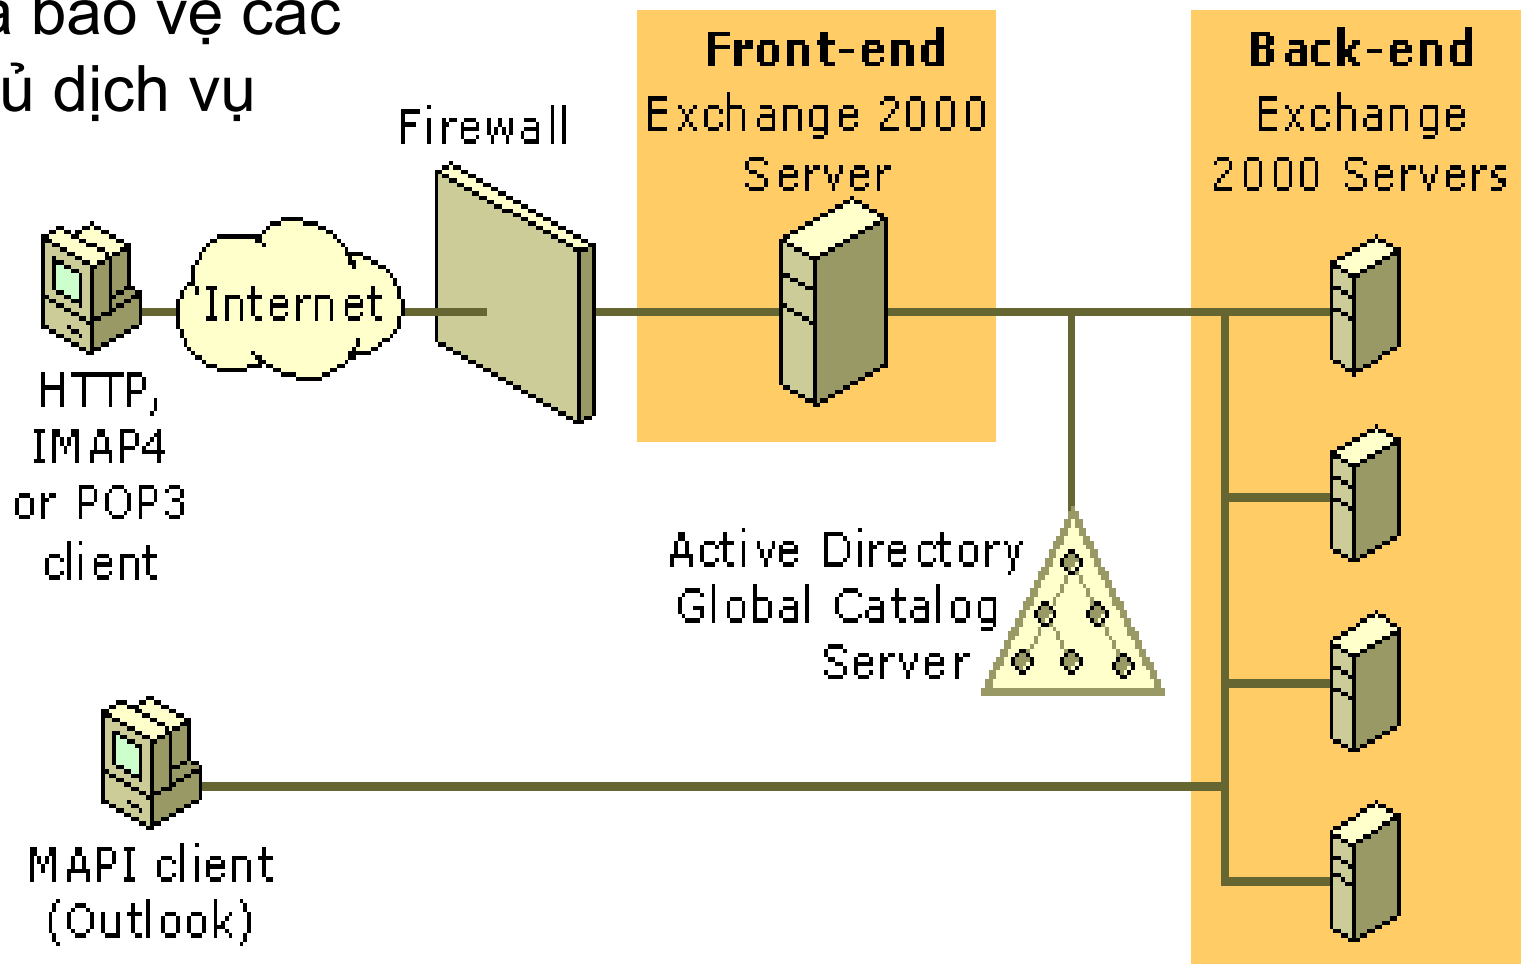 bảo vệ các
dịch vụ
Firewall
Front-end
Exchange 2000
Server
Back-end
Exchange
2000 Servers
Internet
HTTP,
IMAP4
or POP3
client
Active Directory
Global Catalog
Server
MAPI client
(Outlook)